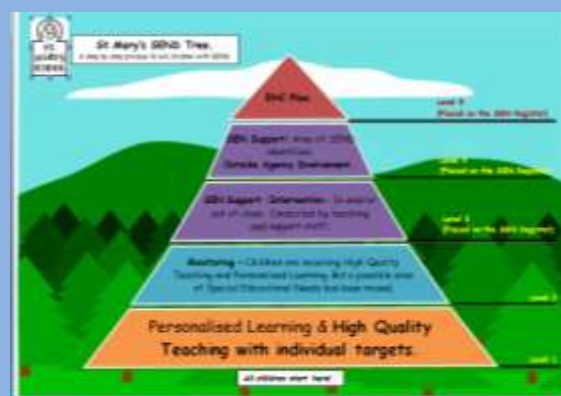 St Mary's SEND Tree.
A step by step process to aid children with SEND.
EHC Plan
Level 5
(Placed on the SEN Register)
SEN Support: Area of SEND
identified.
Outside Agency Involvement
Level 4
(Placed on the SEN Register)
SEN Support: Intervention - In and/or
out of class. Conducted by teaching
and support staff.
Level 3
(Placed on the SEN Register)
Monitoring – Children are receiving High Quality
Teaching and Personalised Learning. But a possible area
of Special Educational Needs has been raised.
Level 2
Personalised Learning & High Quality
Teaching with individual targets.
Level 1
All children start here